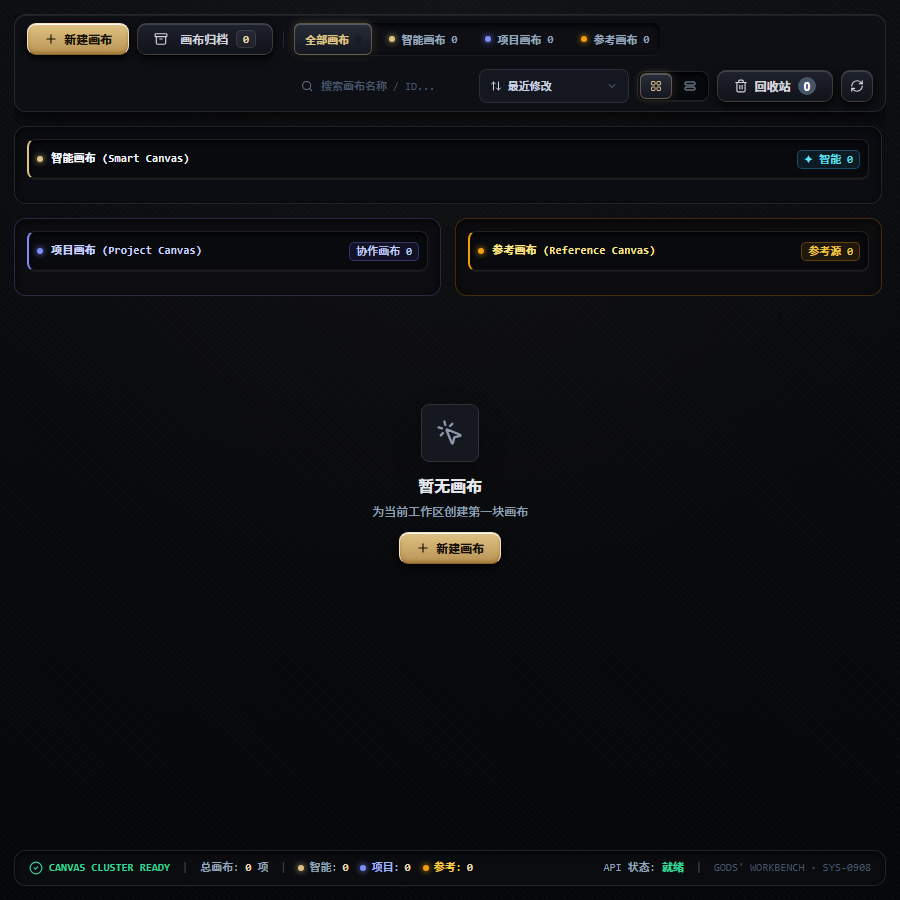 新建画布 画布归档 0 全部画布 智能画布 0 项目画布 0 参考画布 0
搜索画布名称 / ID... 最近修改 回收站 0
智能画布 (Smart Canvas) ✦ 智能 0
项目画布 (Project Canvas) 协作画布 0 参考画布 (Reference Canvas) 参考源 0
暂无画布
为当前工作区创建第一块画布
新建画布
CANVAS CLUSTER READY | 总画布: 0 项 | 智能: 0 项目: 0 参考: 0 API 状态: 就绪 | GODS' WORKBENCH · SYS-0908